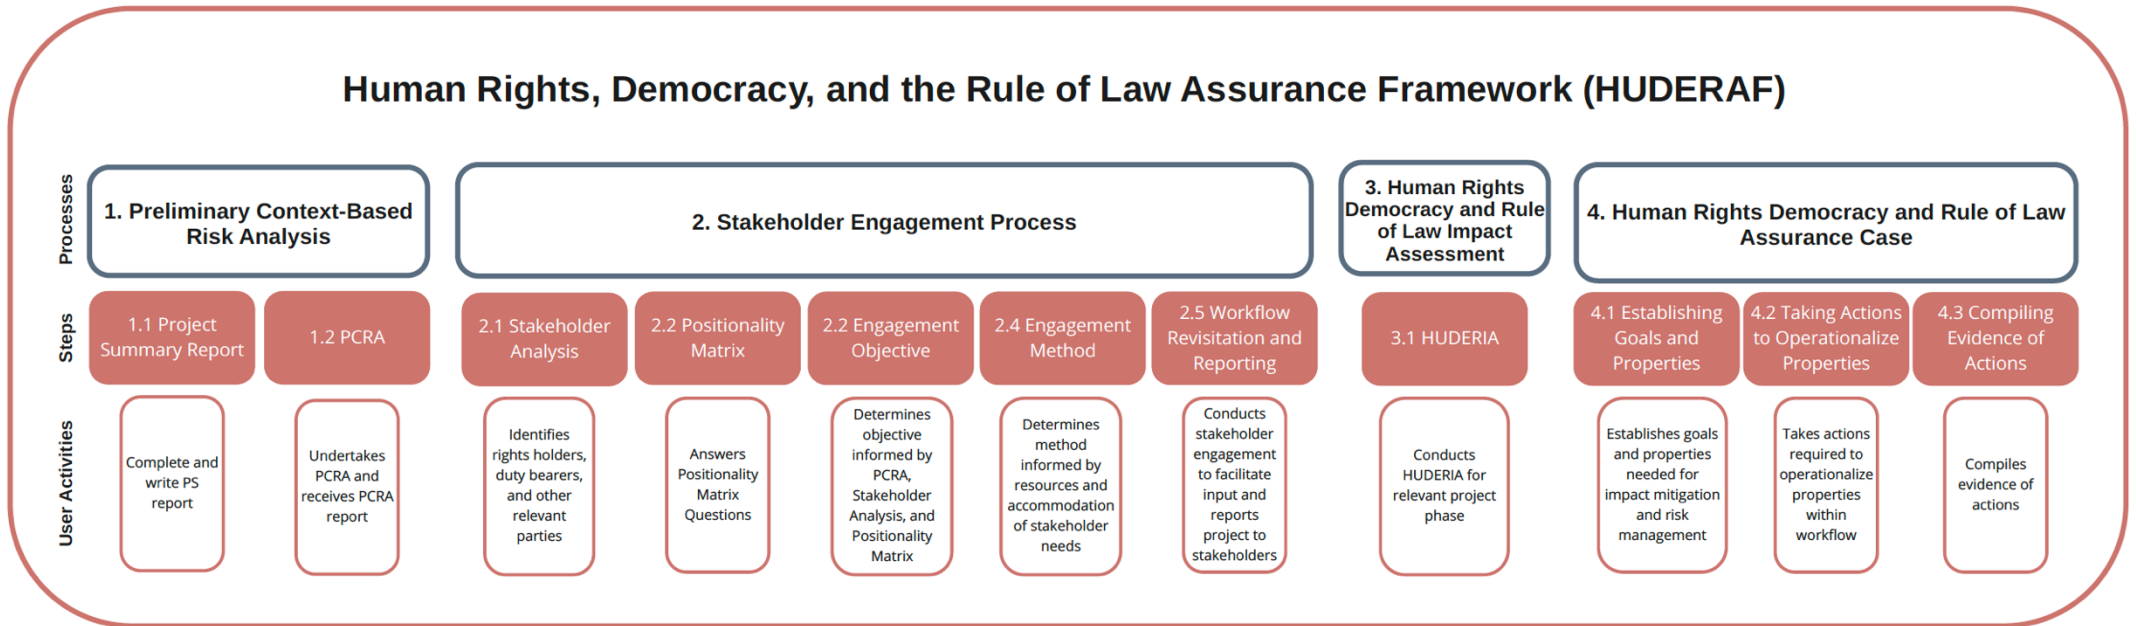 Human Rights, Democracy, and the Rule of Law Assurance Framework (HUDERAF)
Processes
1. Preliminary Context-Based
Risk Analysis
2. Stakeholder Engagement Process
3. Human Rights
Democracy and Rule
of Law Impact
Assessment
4. Human Rights Democracy and Rule of Law
Assurance Case
Steps
1.1 Project
Summary Report
1.2 PCRA
2.1 Stakeholder
Analysis
2.2 Positionality
Matrix
2.2 Engagement
Objective
2.4 Engagement
Method
2.5 Workflow
Revisitation and
Reporting
3.1 HUDERIA
4.1 Establishing
Goals and
Properties
4.2 Taking Actions
to Operationalize
Properties
4.3 Compiling
Evidence of
Actions
User Activities
Complete and
write PS
report
Undertakes
PCRA and
receives PCRA
report
Identifies
rights holders,
duty bearers,
and other
relevant
parties
Answers
Positionality
Matrix
Questions
Determines
objective
informed by
PCRA,
Stakeholder
Analysis, and
Positionality
Matrix
Determines
method
informed by
resources and
accommodation
of stakeholder
needs
Conducts
stakeholder
engagement
to facilitate
input and
reports
project to
stakeholders
Conducts
HUDERIA for
relevant project
phase
Establishes goals
and properties
needed for
impact mitigation
and risk
management
Takes actions
required to
operationalize
properties
within
workflow
Compiles
evidence of
actions